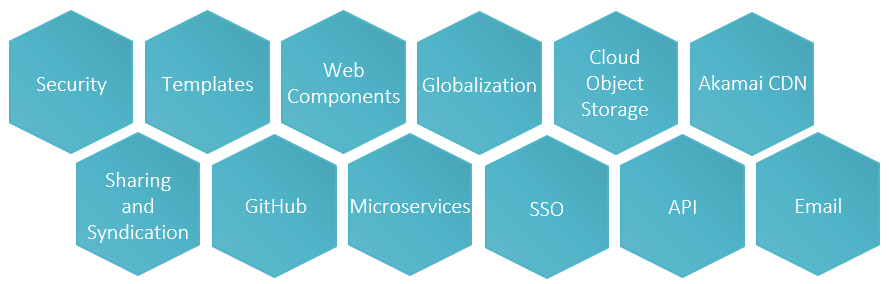 Security
Templates
Web
Components
Globalization
Cloud
Object
Storage
Akamai CDN
Sharing
and
Syndication
GitHub
Microservices
SSO
API
Email